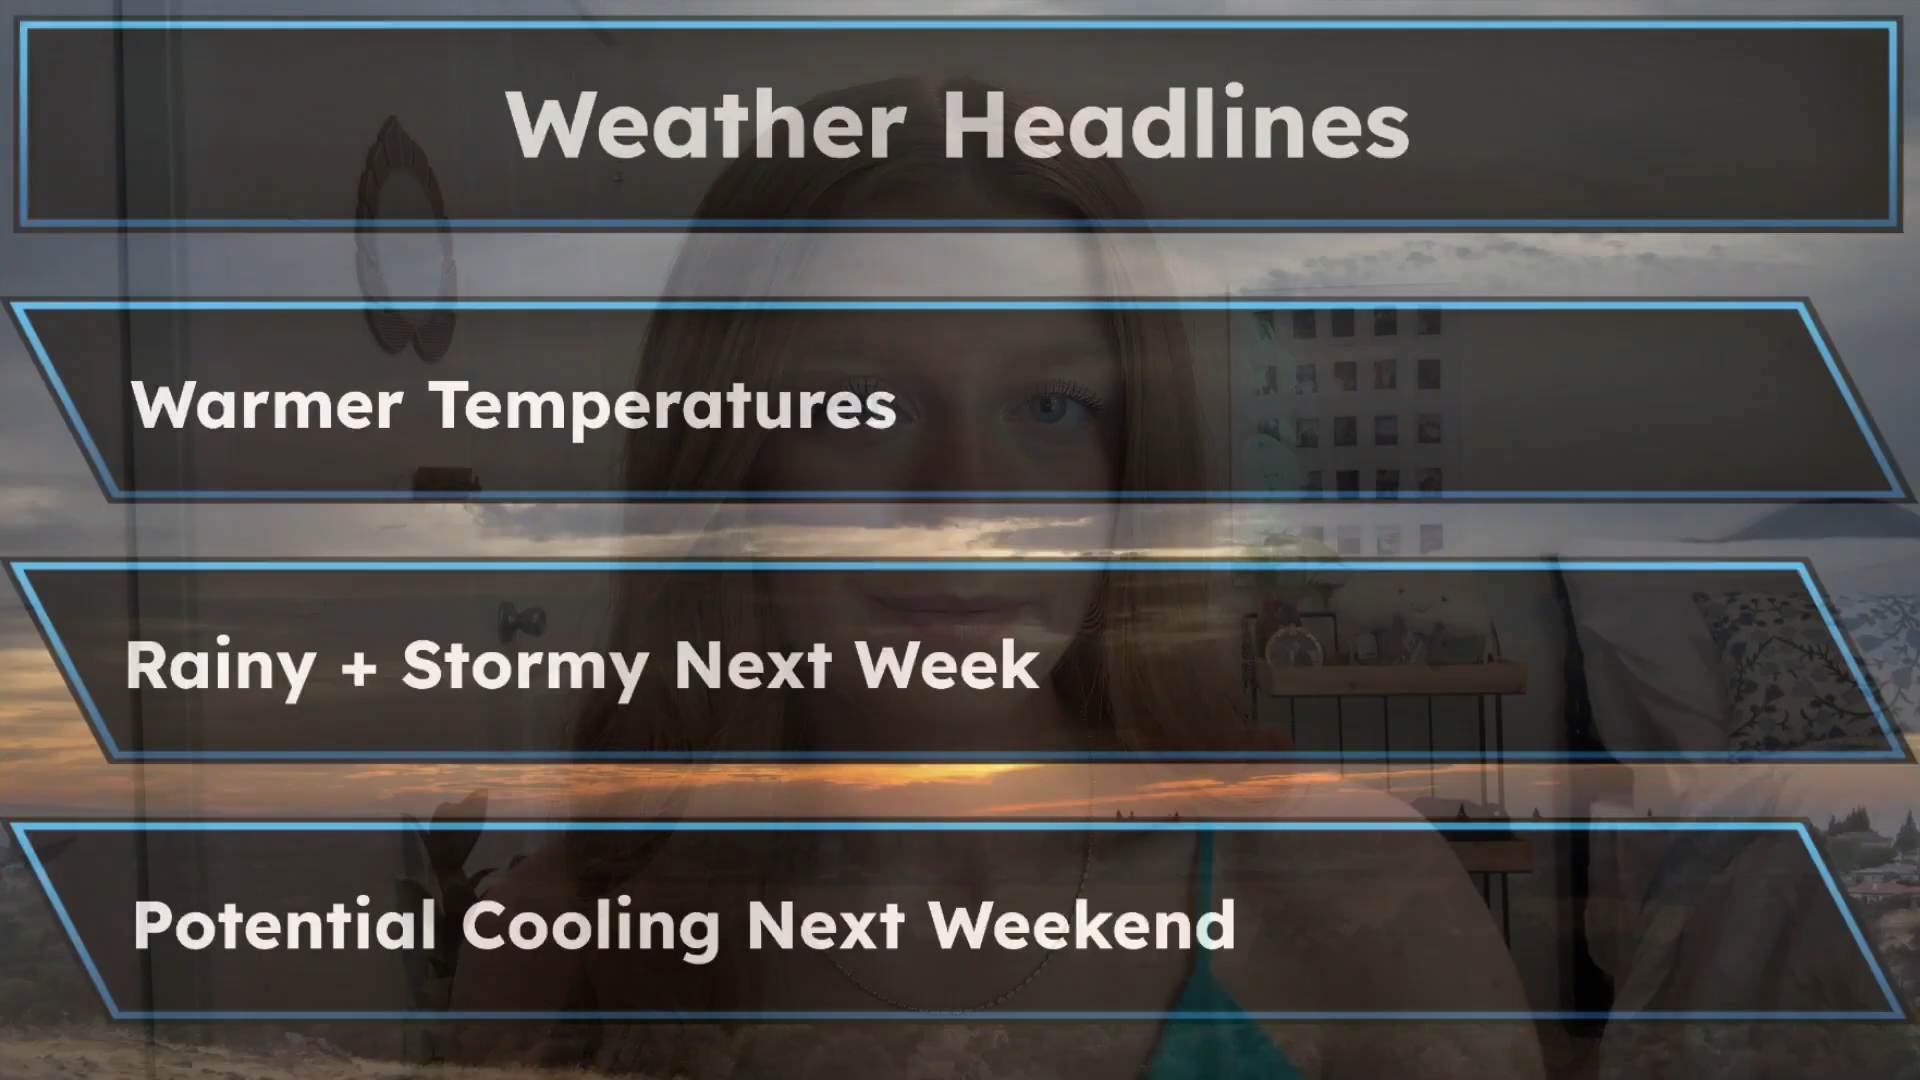 Weather Headlines
Warmer Temperatures
Rainy + Stormy Next Week
Potential Cooling Next Weekend